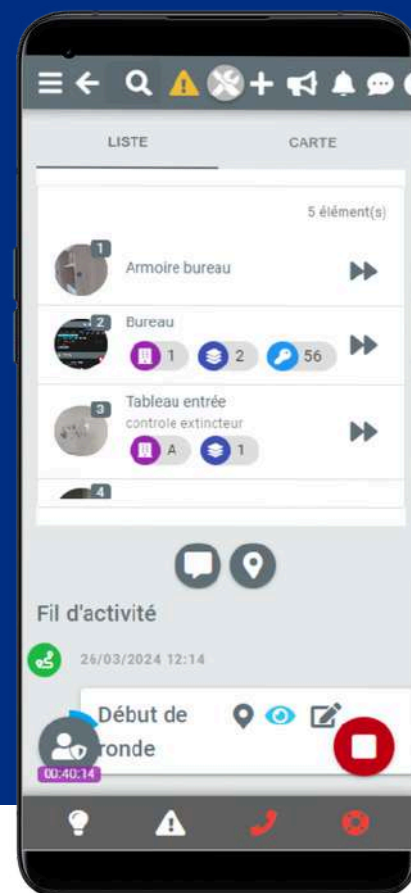 LISTE CARTE
5 élément(s)
1
Armoire bureau
2
Bureau
1 2 56
3
Tableau entrée
controle extincteur
A 1
4
Fil d'activité
26/03/2024 12:14
Début de
ronde
00:40:14